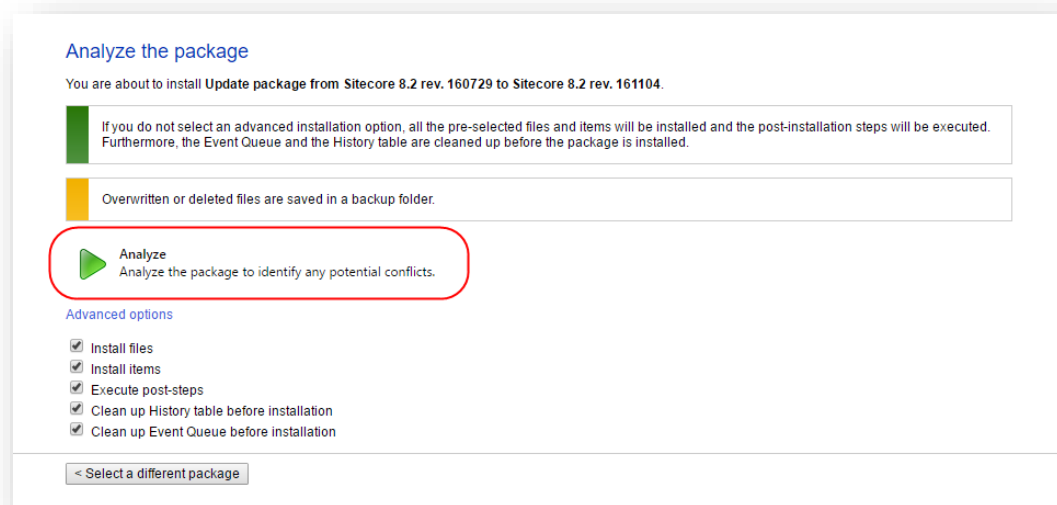 Analyze the package
You are about to install Update package from Sitecore 8.2 rev. 160729 to Sitecore 8.2 rev. 161104.
If you do not select an advanced installation option, all the pre-selected files and items will be installed and the post-installation steps will be executed.
Furthermore, the Event Queue and the History table are cleaned up before the package is installed.
Overwritten or deleted files are saved in a backup folder.
Analyze
Analyze the package to identify any potential conflicts.
Advanced options
Install files
Install items
Execute post-steps
Clean up History table before installation
Clean up Event Queue before installation
< Select a different package